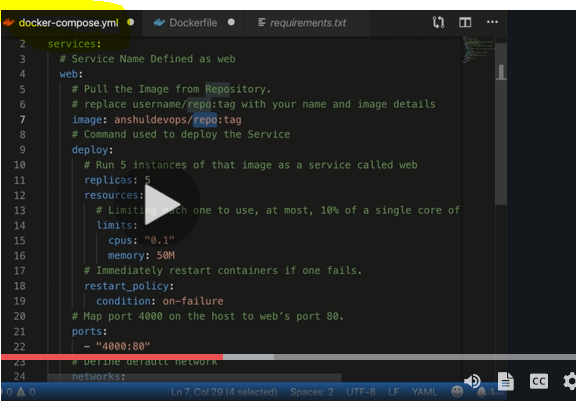 docker-compose.yml
Dockerfile
requirements.txt
2 services:
3 # Service Name Defined as web
4 web:
5 # Pull the Image from Repository.
6 # replace username/repo:tag with your name and image details
7 image: anshuldevops/repo:tag
8 # Command used to deploy the Service
9 deploy:
10 # Run 5 instances of that image as a service called web
11 replicas: 5
12 resources:
13 # Limiting each one to use, at most, 10% of a single core of
14 limits:
15 cpus: "0.1"
16 memory: 50M
17 # Immediately restart containers if one fails.
18 restart_policy:
19 condition: on-failure
20 # Map port 4000 on the host to web's port 80.
21 ports:
22 - "4000:80"
23 # Define default network
24 networks:
0 0 Ln 7, Col 29 (4 selected) Spaces: 2 UTF-8 LF YAML 1
CC